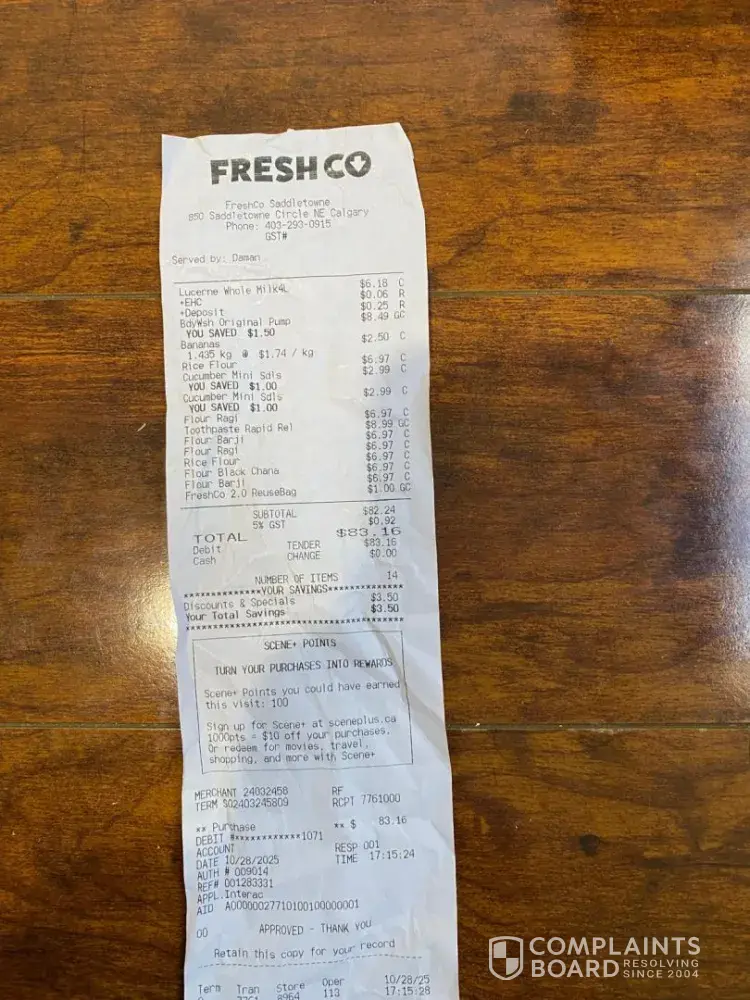 FRESHCO
FreshCo Saddletowne
850 Saddletowne Circle NE Calgary
Phone: 403-293-0915
GST#
Served by: Daman
Lucerne Whole Milk4L $6.18 C
+EHC $0.06 R
+Deposit $0.25 R
BdyWsh Original Pump $8.49 GC
YOU SAVED $1.50
Bananas $2.50 C
1.435 kg @ $1.74 / kg
Rice Flour $6.97 C
Cucumber Mini Sdls $2.99 C
YOU SAVED $1.00
Cucumber Mini Sdls $2.99 C
YOU SAVED $1.00
Flour Ragi $6.97 C
Toothpaste Rapid Rel $8.99 GC
Flour Barji $6.97 C
Flour Ragi $6.97 C
Rice Flour $6.97 C
Flour Black Chana $6.97 C
Flour Barji $6.97 C
FreshCo 2.0 ReuseBag $1.00 GC
SUBTOTAL $82.24
5% GST $0.92
TOTAL $83.16
Debit TENDER $83.16
Cash CHANGE $0.00
NUMBER OF ITEMS 14
**************YOUR SAVINGS**************
Discounts & Specials $3.50
Your Total Savings $3.50
****************************************
SCENE+ POINTS
TURN YOUR PURCHASES INTO REWARDS
Scene+ Points you could have earned
this visit: 100
Sign up for Scene+ at sceneplus.ca
1000pts = $10 off your purchases.
Or redeem for movies, travel,
shopping, and more with Scene+
MERCHANT 24032458 RF
TERM S02403245809 RCPT 7761000
** Purchase ** $ 83.16
DEBIT #************1071
ACCOUNT RESP 001
DATE 10/28/2025 TIME 17:15:24
AUTH # 009014
REF# 001283331
APPL.Interac
AID A0000002771010010000001
00 APPROVED - THANK YOU
Retain this copy for your record
Term Tran Store Oper 10/28/25
7761 8964 113 17:15:28
COMPLAINTS
BOARD RESOLVING
SINCE 2004